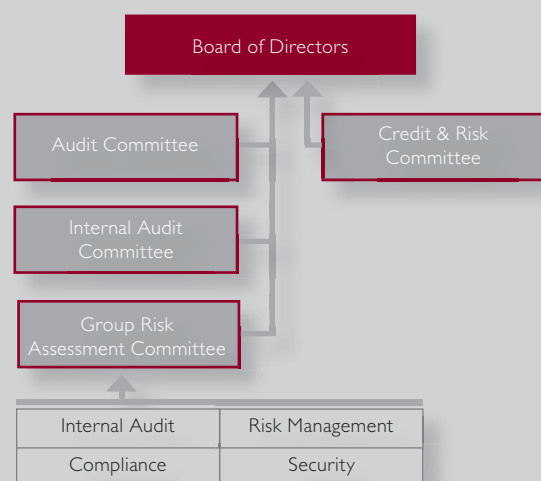 Board of Directors
Audit Committee
Credit & Risk
Committee
Internal Audit
Committee
Group Risk
Assessment Committee
Internal Audit
Risk Management
Compliance
Security